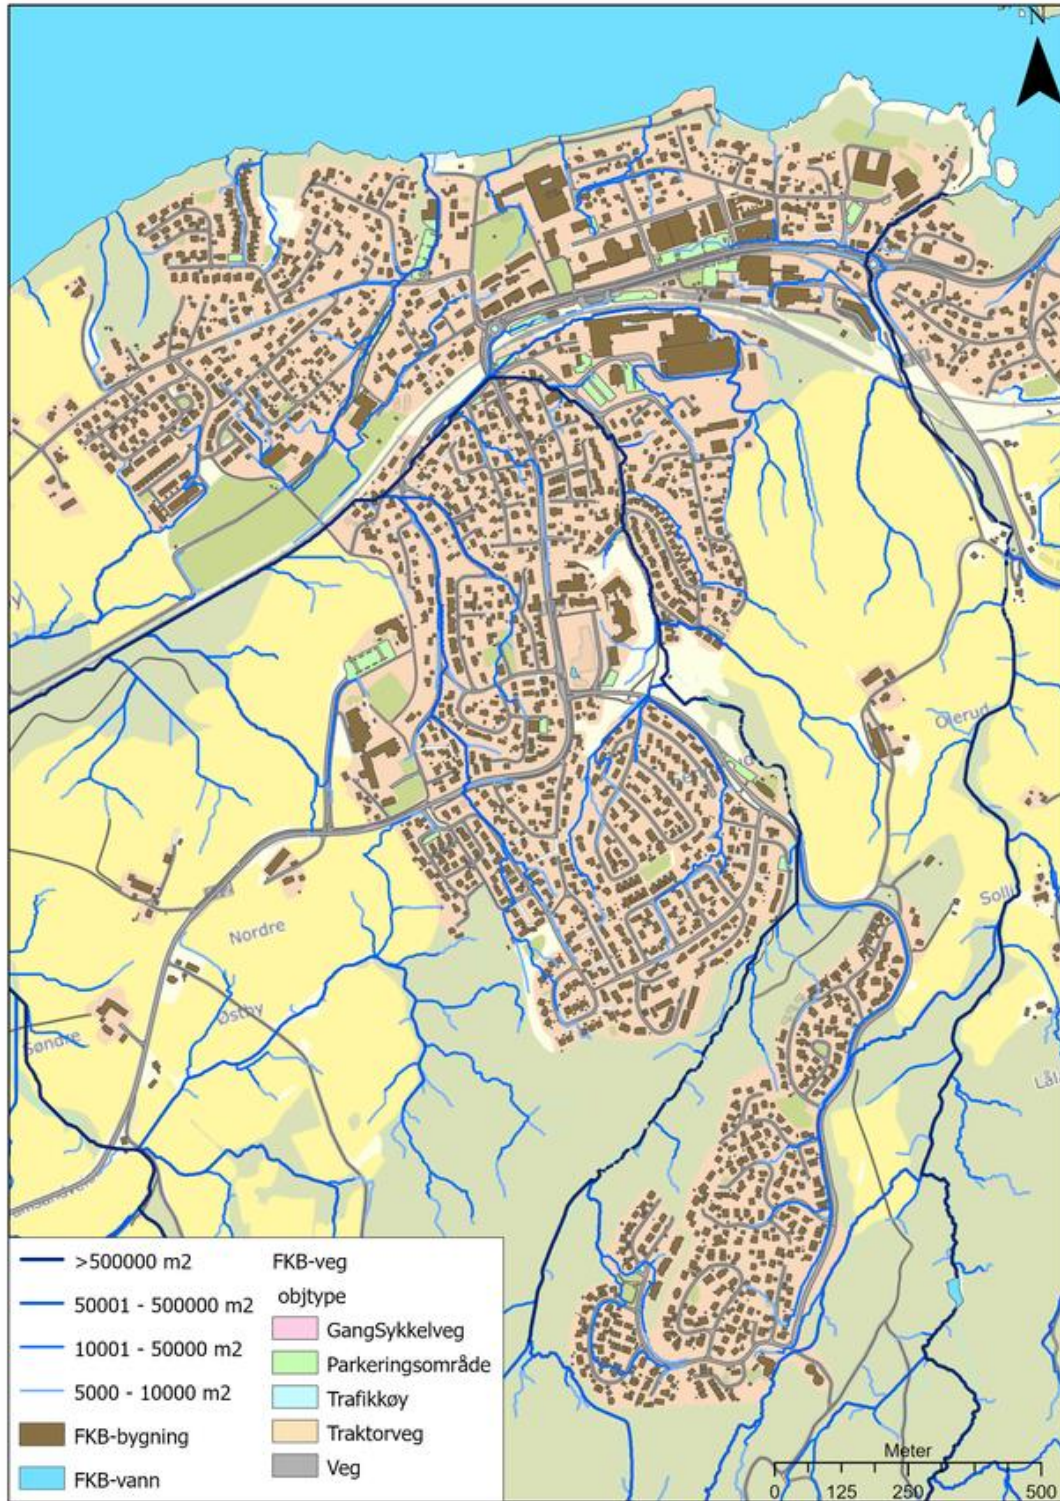 N
Ølerud
Solli
Nordre
Østby
Søndre
>500000 m2
50001 - 500000 m2
10001 - 50000 m2
5000 - 10000 m2
FKB-bygning
FKB-vann
FKB-veg
objtype
GangSykkelveg
Parkeringsområde
Trafikkøy
Traktorveg
Veg
Meter
0 125 250 500